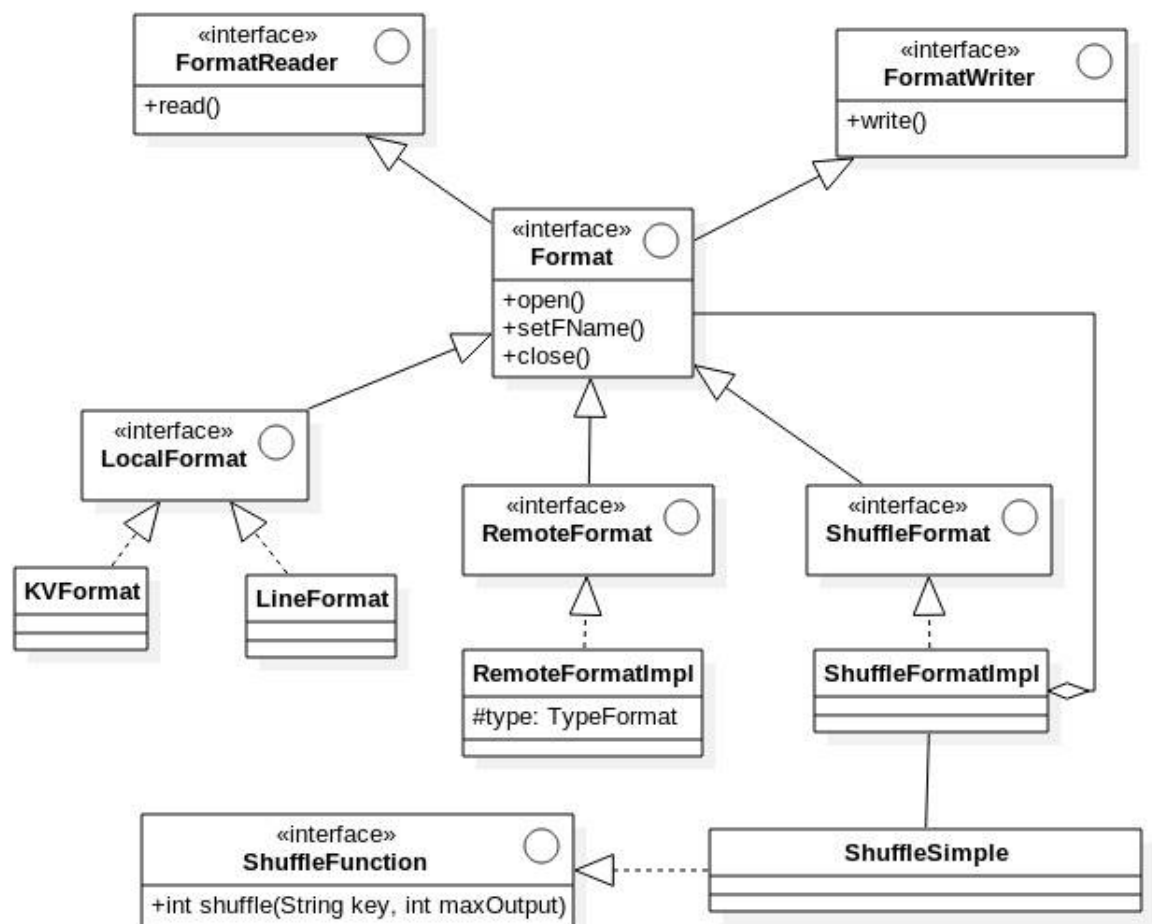 «interface»
FormatReader
+read()
«interface»
FormatWriter
+write()
«interface»
Format
+open()
+setFName()
+close()
«interface»
LocalFormat
«interface»
RemoteFormat
«interface»
ShuffleFormat
KVFormat
LineFormat
RemoteFormatImpl
#type: TypeFormat
ShuffleFormatImpl
«interface»
ShuffleFunction
+int shuffle(String key, int maxOutput)
ShuffleSimple